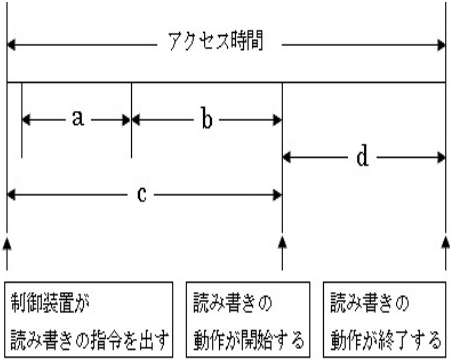 アクセス時間
a
b
d
c
制御装置が
読み書きの指令を出す
読み書きの
動作が開始する
読み書きの
動作が終了する